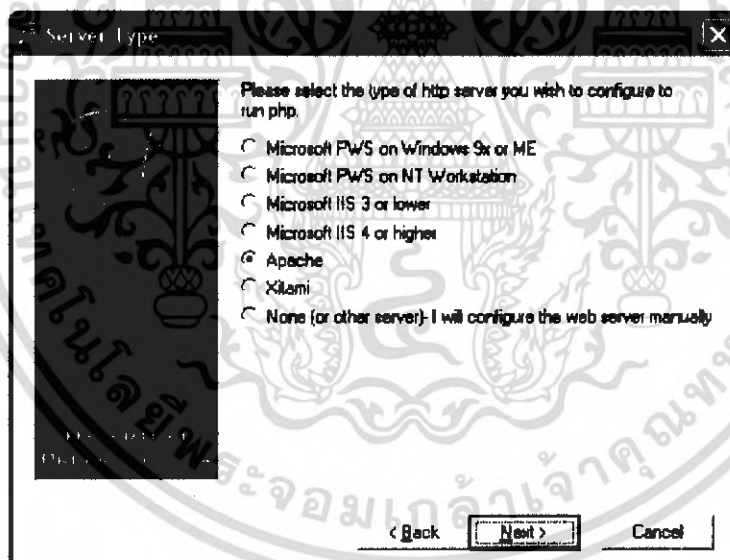 Server Type
Please select the type of http server you wish to configure to
run php.
Microsoft PWS on Windows 9x or ME
Microsoft PWS on NT Workstation
Microsoft IIS 3 or lower
Microsoft IIS 4 or higher
Apache
Xitami
None (or other server)- I will configure the web server manually
< Back
Next >
Cancel